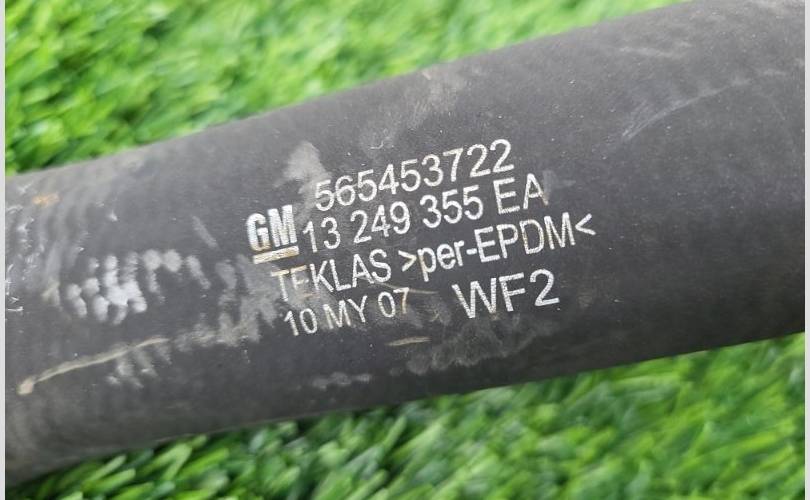 565453722
GM 13 249 355 EA
TEKLAS >per-EPDM<
10 MY 07 WF2